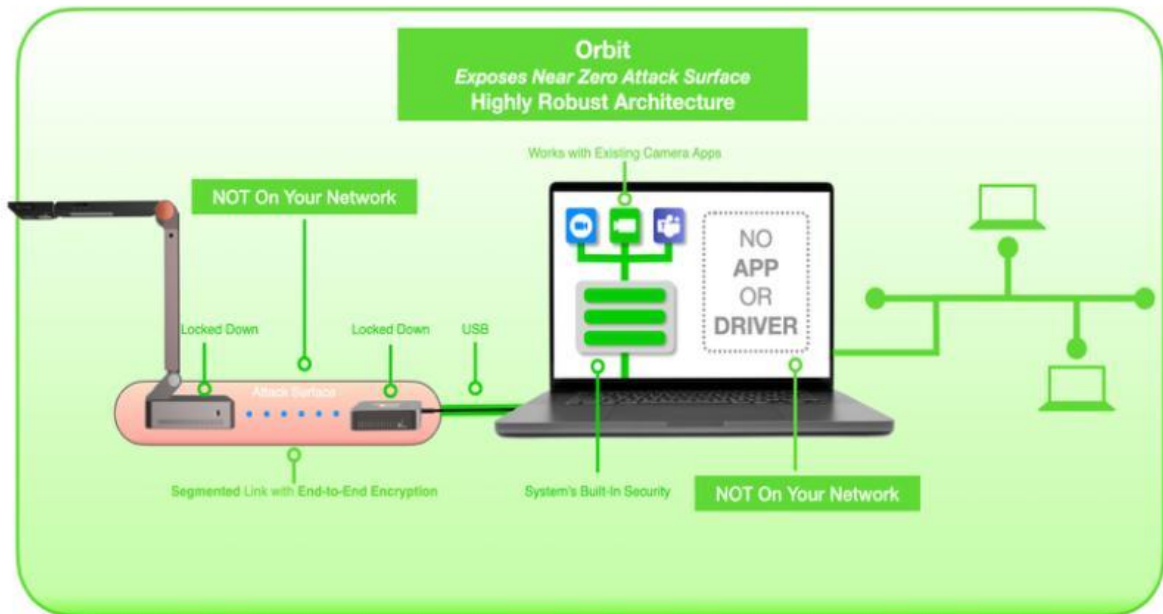 Orbit
Exposes Near Zero Attack Surface
Highly Robust Architecture
Works with Existing Camera Apps
NOT On Your Network
NO
APP
OR
DRIVER
Locked Down
Locked Down
USB
Attack Surface
Segmented Link with End-to-End Encryption
System's Built-In Security
NOT On Your Network